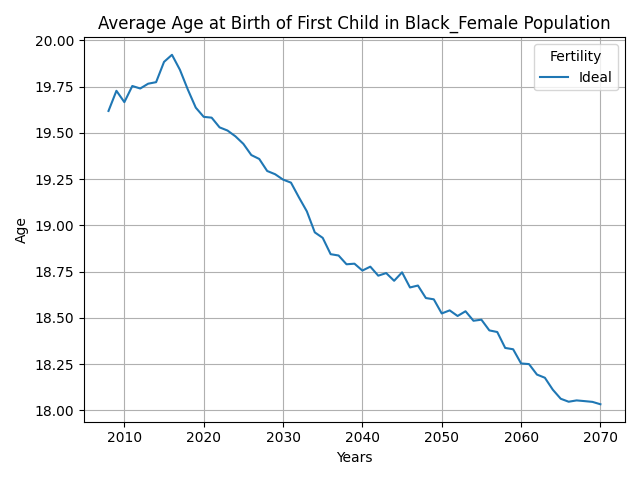 Average Age at Birth of First Child in Black_Female Population
20.00
19.75
19.50
19.25
19.00
18.75
18.50
18.25
18.00
Age
Fertility
Ideal
2010 2020 2030 2040 2050 2060 2070
Years